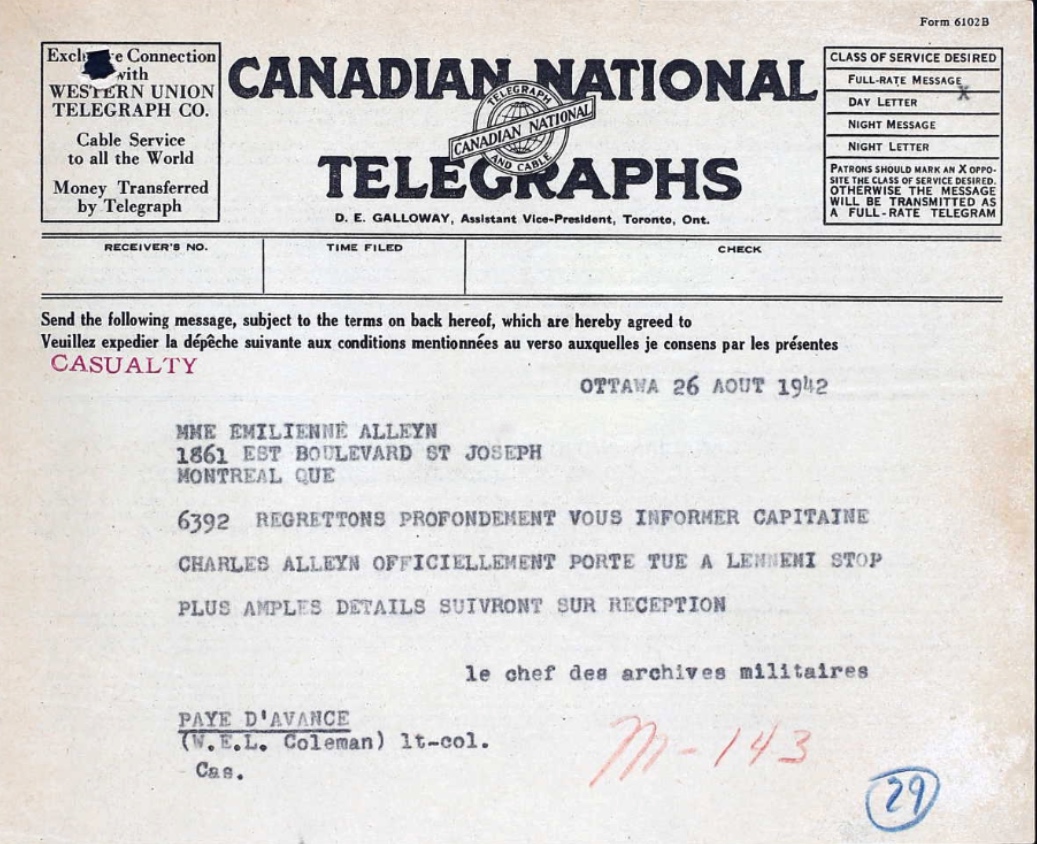 Form 6102B
Exclusive Connection
with
WESTERN UNION
TELEGRAPH CO.
Cable Service
to all the World
Money Transferred
by Telegraph
CANADIAN NATIONAL
TELEGRAPH
CANADIAN NATIONAL
AND CABLE
TELEGRAPHS
D. E. GALLOWAY, Assistant Vice-President, Toronto, Ont.
CLASS OF SERVICE DESIRED
FULL-RATE MESSAGE
X
DAY LETTER
NIGHT MESSAGE
NIGHT LETTER
PATRONS SHOULD MARK AN X OPPO-
SITE THE CLASS OF SERVICE DESIRED.
OTHERWISE THE MESSAGE
WILL BE TRANSMITTED AS
A FULL-RATE TELEGRAM
RECEIVER'S NO. TIME FILED CHECK
Send the following message, subject to the terms on back hereof, which are hereby agreed to
Veuillez expedier la dépêche suivante aux conditions mentionnées au verso auxquelles je consens par les présentes
CASUALTY
OTTAWA 26 AOUT 1942
MME EMILIENNE ALLEYN
1861 EST BOULEVARD ST JOSEPH
MONTREAL QUE
6392 REGRETTONS PROFONDEMENT VOUS INFORMER CAPITAINE
CHARLES ALLEYN OFFICIELLEMENT PORTE TUE A LENNEMI STOP
PLUS AMPLES DETAILS SUIVRONT SUR RECEPTION
le chef des archives militaires
PAYE D'AVANCE
(W.E.L. Coleman) lt-col.
Cas.
M-143
29